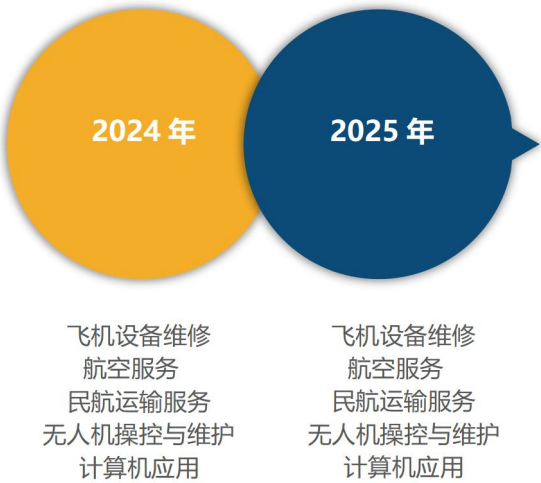 2024 年
2025 年
飞机设备维修
航空服务
民航运输服务
无人机操控与维护
计算机应用
飞机设备维修
航空服务
民航运输服务
无人机操控与维护
计算机应用